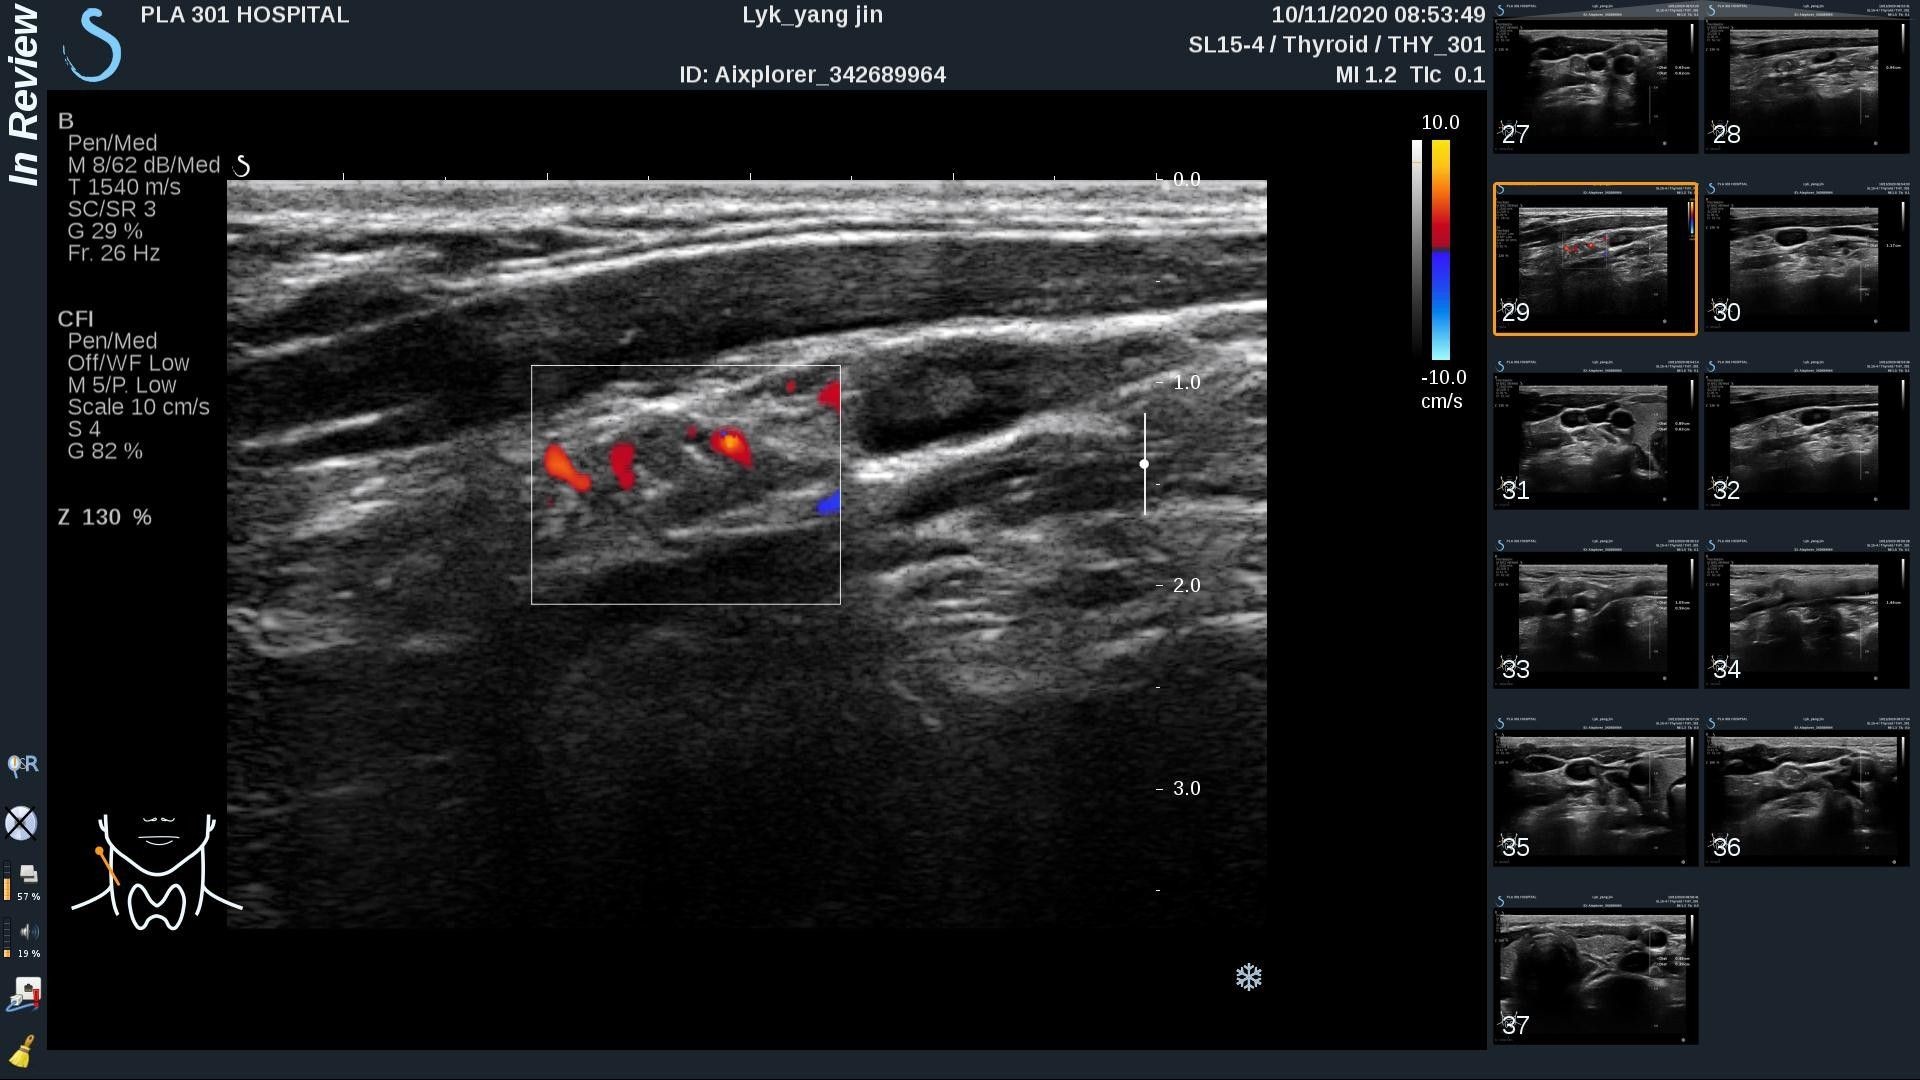 In Review
PLA 301 HOSPITAL
Lyk_yang jin
10/11/2020 08:53:49
SL15-4 / Thyroid / THY_301
ID: Aixplorer_342689964
MI 1.2 TIc 0.1
B
Pen/Med
M 8/62 dB/Med
T 1540 m/s
SC/SR 3
G 29 %
Fr. 26 Hz
CFI
Pen/Med
Off/WF Low
M 5/P. Low
Scale 10 cm/s
S 4
G 82 %
Z 130 %
10.0
-10.0
cm/s
0.0
1.0
2.0
3.0
57 %
19 %
27
28
29
30
31
32
33
34
35
36
37